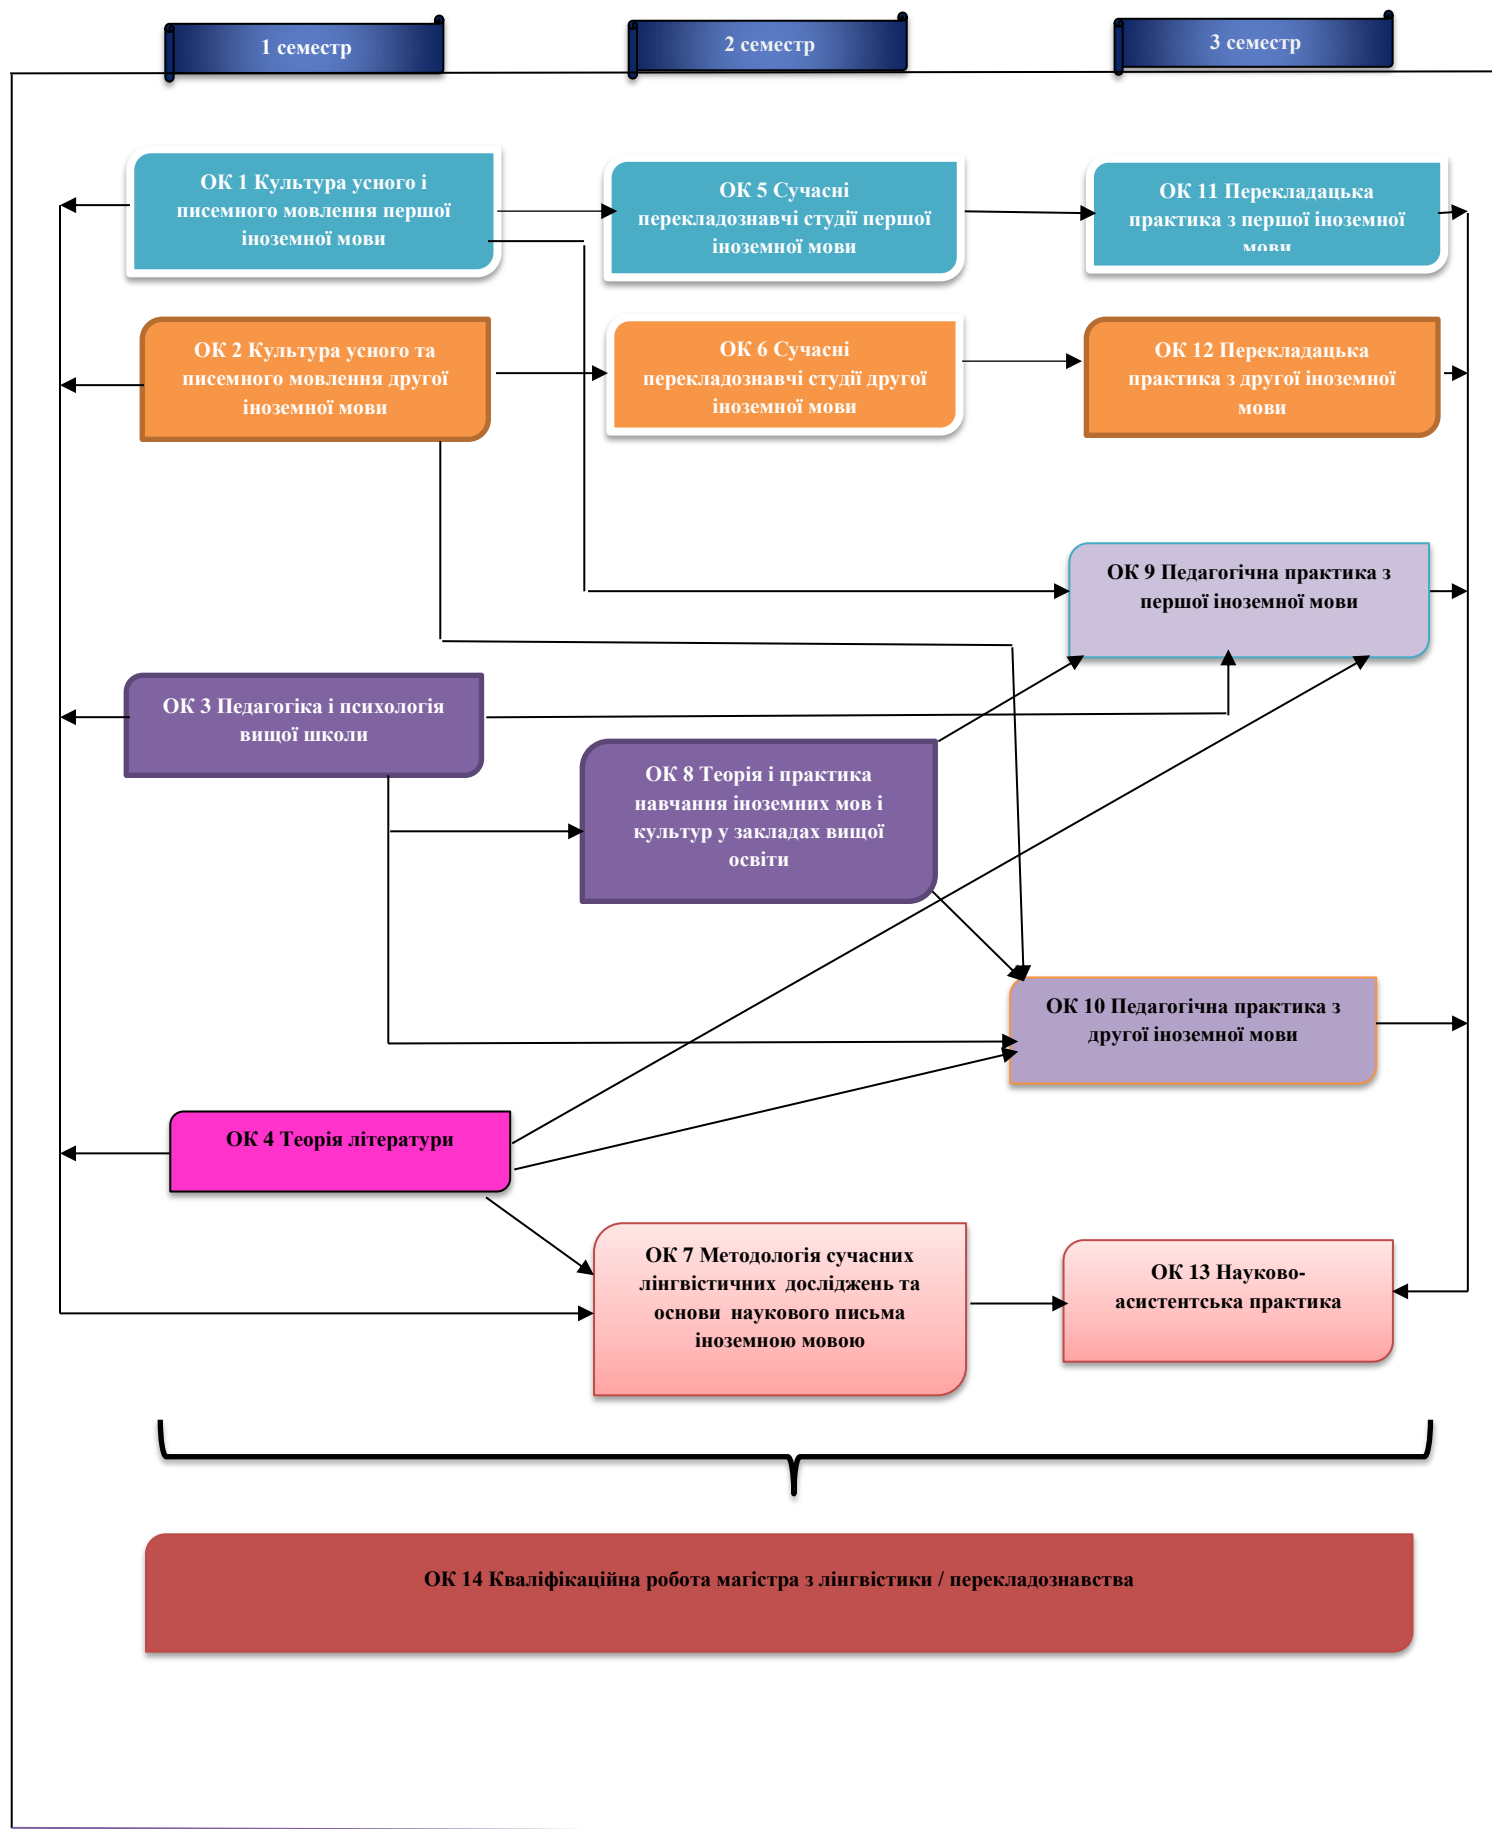 1 семестр
2 семестр
3 семестр
ОК 1 Культура усного і
писемного мовлення першої
іноземної мови
ОК 5 Сучасні
перекладознавчі студії першої
іноземної мови
ОК 11 Перекладацька
практика з першої іноземної
мови
ОК 2 Культура усного та
писемного мовлення другої
іноземної мови
ОК 6 Сучасні
перекладознавчі студії другої
іноземної мови
ОК 12 Перекладацька
практика з другої іноземної
мови
ОК 9 Педагогічна практика з
першої іноземної мови
ОК 3 Педагогіка і психологія
вищої школи
ОК 8 Теорія і практика
навчання іноземних мов і
культур у закладах вищої
освіти
ОК 10 Педагогічна практика з
другої іноземної мови
ОК 4 Теорія літератури
ОК 7 Методологія сучасних
лінгвістичних досліджень та
основи наукового письма
іноземною мовою
ОК 13 Науково-
асистентська практика
ОК 14 Кваліфікаційна робота магістра з лінгвістики / перекладознавства